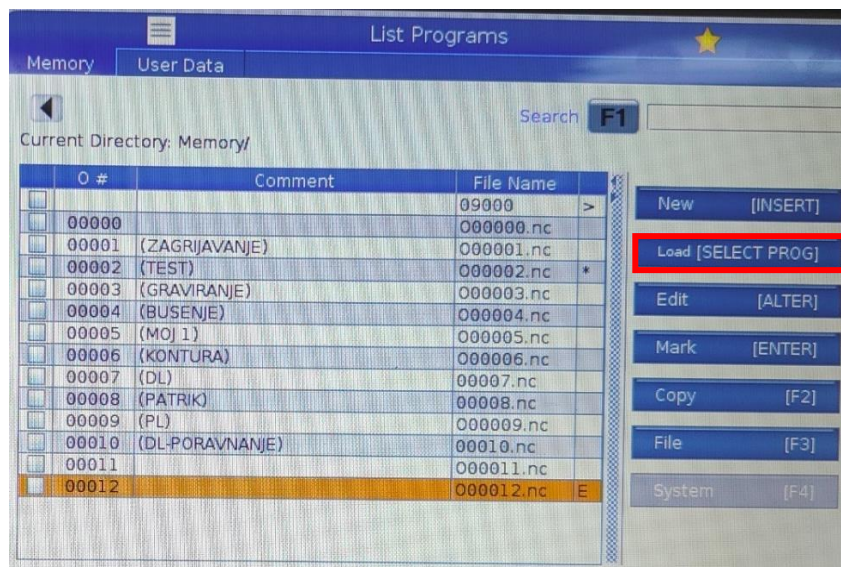 List Programs
Memory User Data
Search F1
Current Directory: Memory/
O # Comment File Name
09000 >
00000 O00000.nc
00001 (ZAGRIJAVANJE) O00001.nc
00002 (TEST) O00002.nc *
00003 (GRAVIRANJE) O00003.nc
00004 (BUSENJE) O00004.nc
00005 (MOJ 1) O00005.nc
00006 (KONTURA) O00006.nc
00007 (DL) O0007.nc
00008 (PATRIK) O0008.nc
00009 (PL) O00009.nc
00010 (DL-PORAVNANJE) O0010.nc
00011 O00011.nc
00012 O00012.nc E
New [INSERT]
Load [SELECT PROG]
Edit [ALTER]
Mark [ENTER]
Copy [F2]
File [F3]
System [F4]